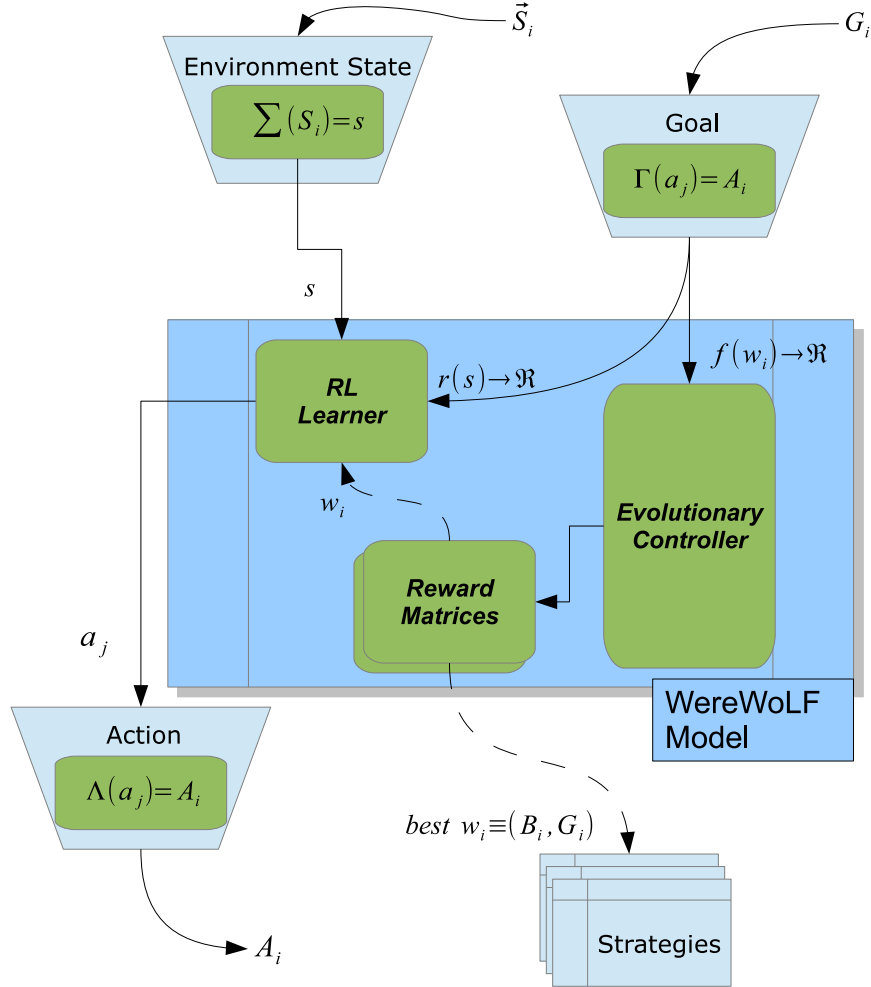 S⃗ᵢ
Gᵢ
Environment State
∑(Sᵢ)=s
Goal
Γ(aⱼ)=Aᵢ
s
f(wᵢ)→ℜ
r(s)→ℜ
RL
Learner
wᵢ
Evolutionary
Controller
Reward
Matrices
aⱼ
WereWoLF
Model
Action
Λ(aⱼ)=Aᵢ
best wᵢ≡(Bᵢ,Gᵢ)
Aᵢ
Strategies